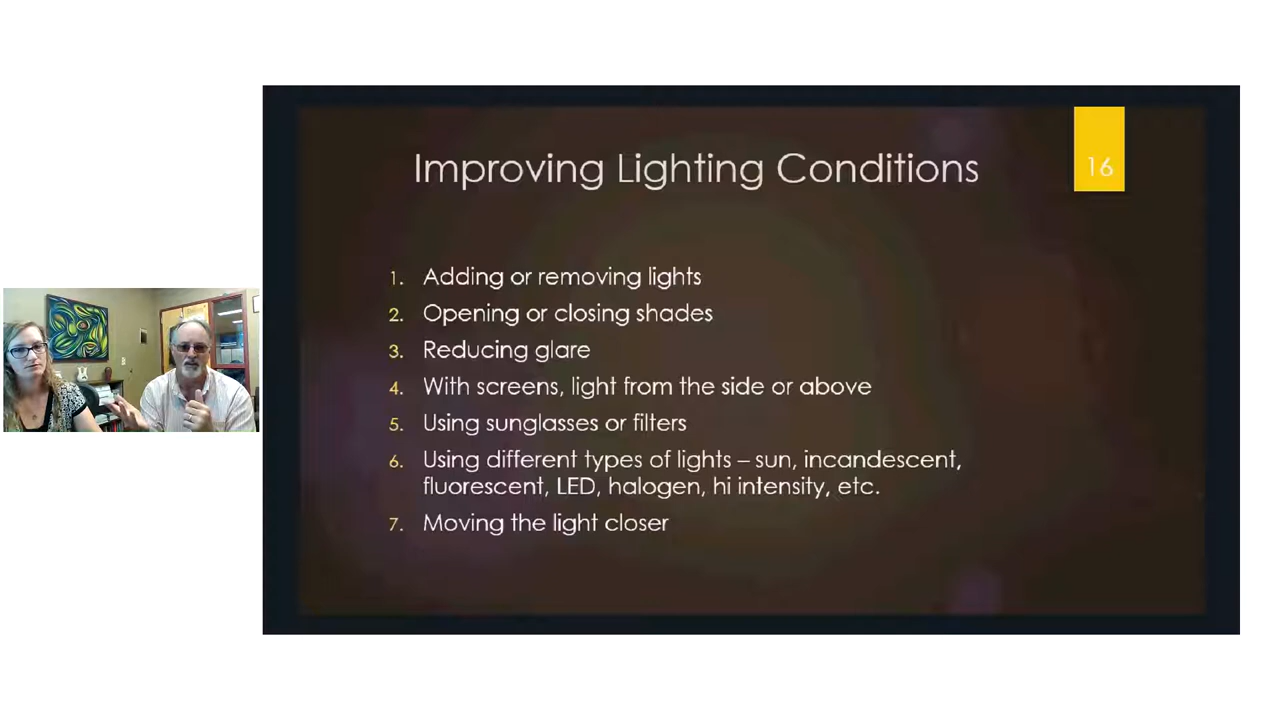 Improving Lighting Conditions
16
1. Adding or removing lights
2. Opening or closing shades
3. Reducing glare
4. With screens, light from the side or above
5. Using sunglasses or filters
6. Using different types of lights – sun, incandescent,
fluorescent, LED, halogen, hi intensity, etc.
7. Moving the light closer